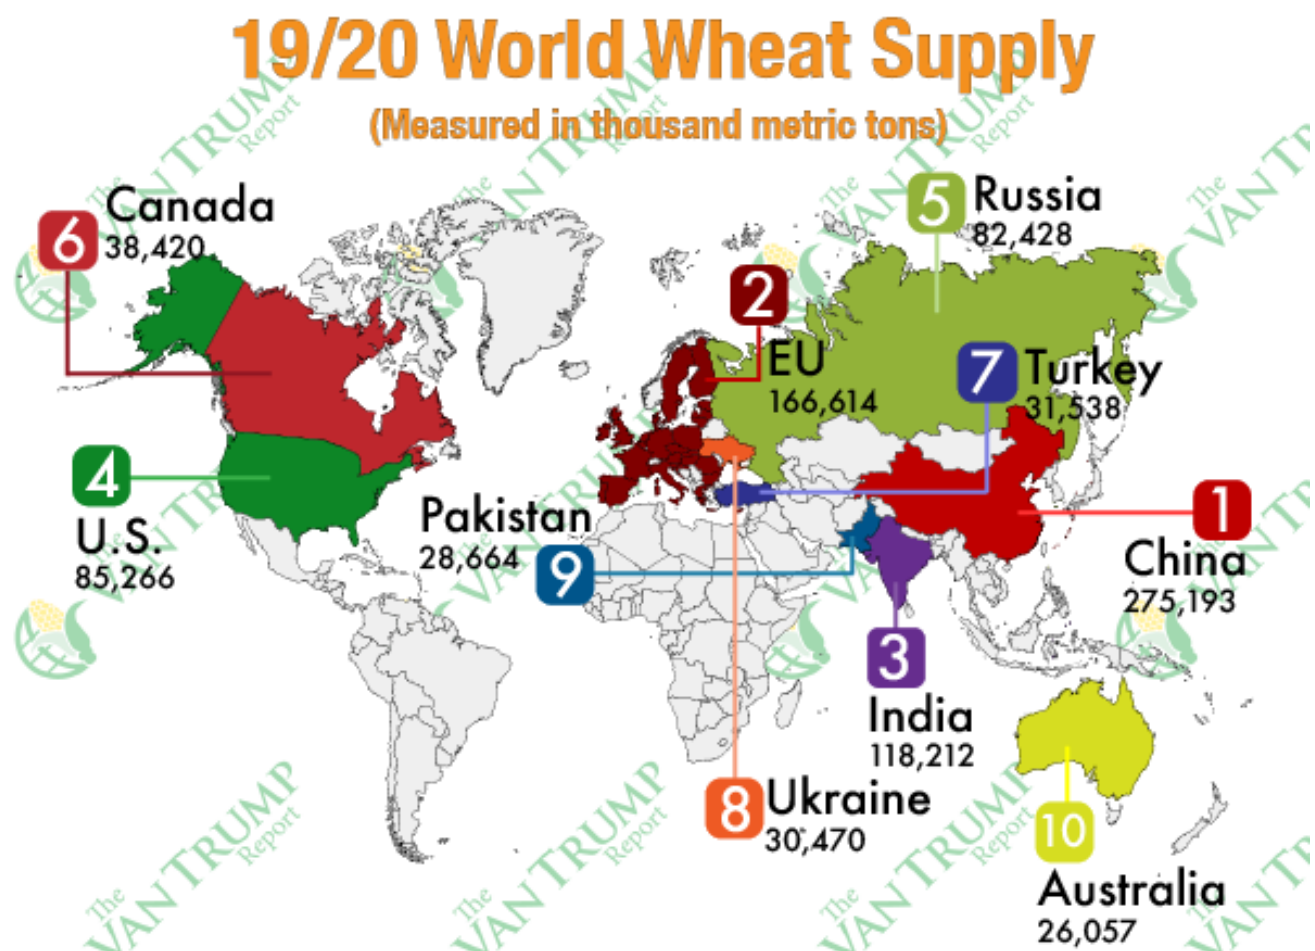 19/20 World Wheat Supply
(Measured in thousand metric tons)
6
Canada
38,420
5
Russia
82,428
2
EU
166,614
7
Turkey
31,538
4
U.S.
85,266
Pakistan
28,664
9
1
China
275,193
3
India
118,212
8
Ukraine
30,470
10
Australia
26,057
The
VAN TRUMP
Report